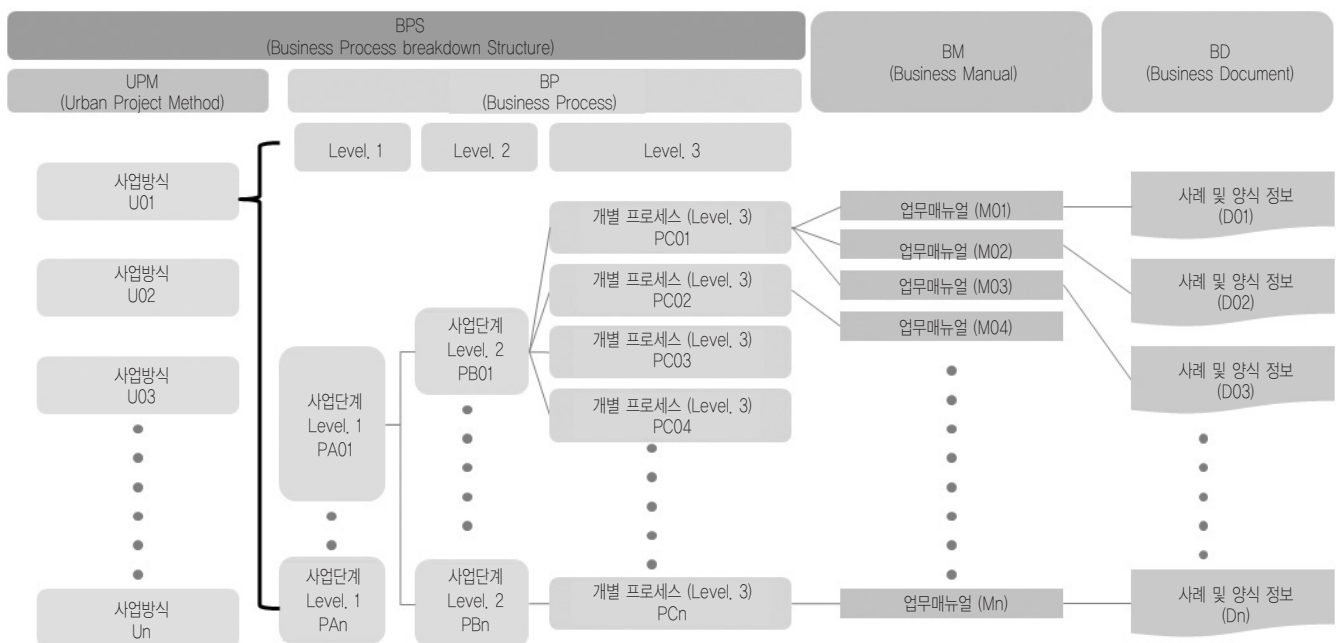 BPS
(Business Process breakdown Structure)
BM
(Business Manual)
BD
(Business Document)
UPM
(Urban Project Method)
BP
(Business Process)
Level. 1
Level. 2
Level. 3
사업방식
U01
사업방식
U02
사업방식
U03
사업방식
Un
사업단계
Level. 1
PA01
사업단계
Level. 1
PAn
사업단계
Level. 2
PB01
사업단계
Level. 2
PBn
개별 프로세스 (Level. 3)
PC01
개별 프로세스 (Level. 3)
PC02
개별 프로세스 (Level. 3)
PC03
개별 프로세스 (Level. 3)
PC04
개별 프로세스 (Level. 3)
PCn
업무매뉴얼 (M01)
업무매뉴얼 (M02)
업무매뉴얼 (M03)
업무매뉴얼 (M04)
업무매뉴얼 (Mn)
사례 및 양식 정보
(D01)
사례 및 양식 정보
(D02)
사례 및 양식 정보
(D03)
사례 및 양식 정보
(Dn)